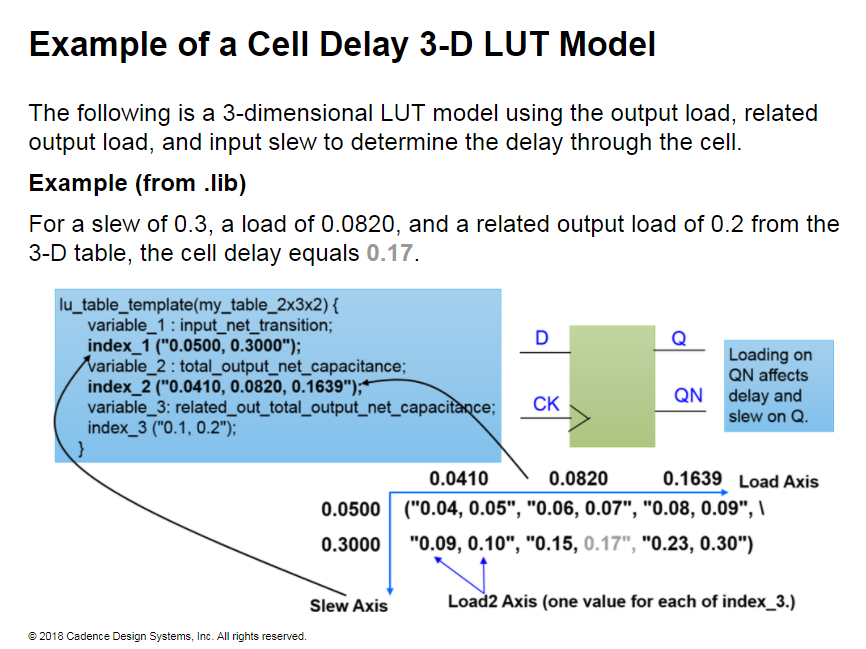 Example of a Cell Delay 3-D LUT Model
The following is a 3-dimensional LUT model using the output load, related
output load, and input slew to determine the delay through the cell.
Example (from .lib)
For a slew of 0.3, a load of 0.0820, and a related output load of 0.2 from the
3-D table, the cell delay equals 0.17.
lu_table_template(my_table_2x3x2) {
variable_1 : input_net_transition;
index_1 ("0.0500, 0.3000");
variable_2 : total_output_net_capacitance;
index_2 ("0.0410, 0.0820, 0.1639");
variable_3: related_out_total_output_net_capacitance;
index_3 ("0.1, 0.2");
}
D
Q
CK
QN
Loading on
QN affects
delay and
slew on Q.
0.0410 0.0820 0.1639 Load Axis
0.0500 ("0.04, 0.05", "0.06, 0.07", "0.08, 0.09", \
0.3000 "0.09, 0.10", "0.15, 0.17", "0.23, 0.30")
Slew Axis
Load2 Axis (one value for each of index_3.)
© 2018 Cadence Design Systems, Inc. All rights reserved.